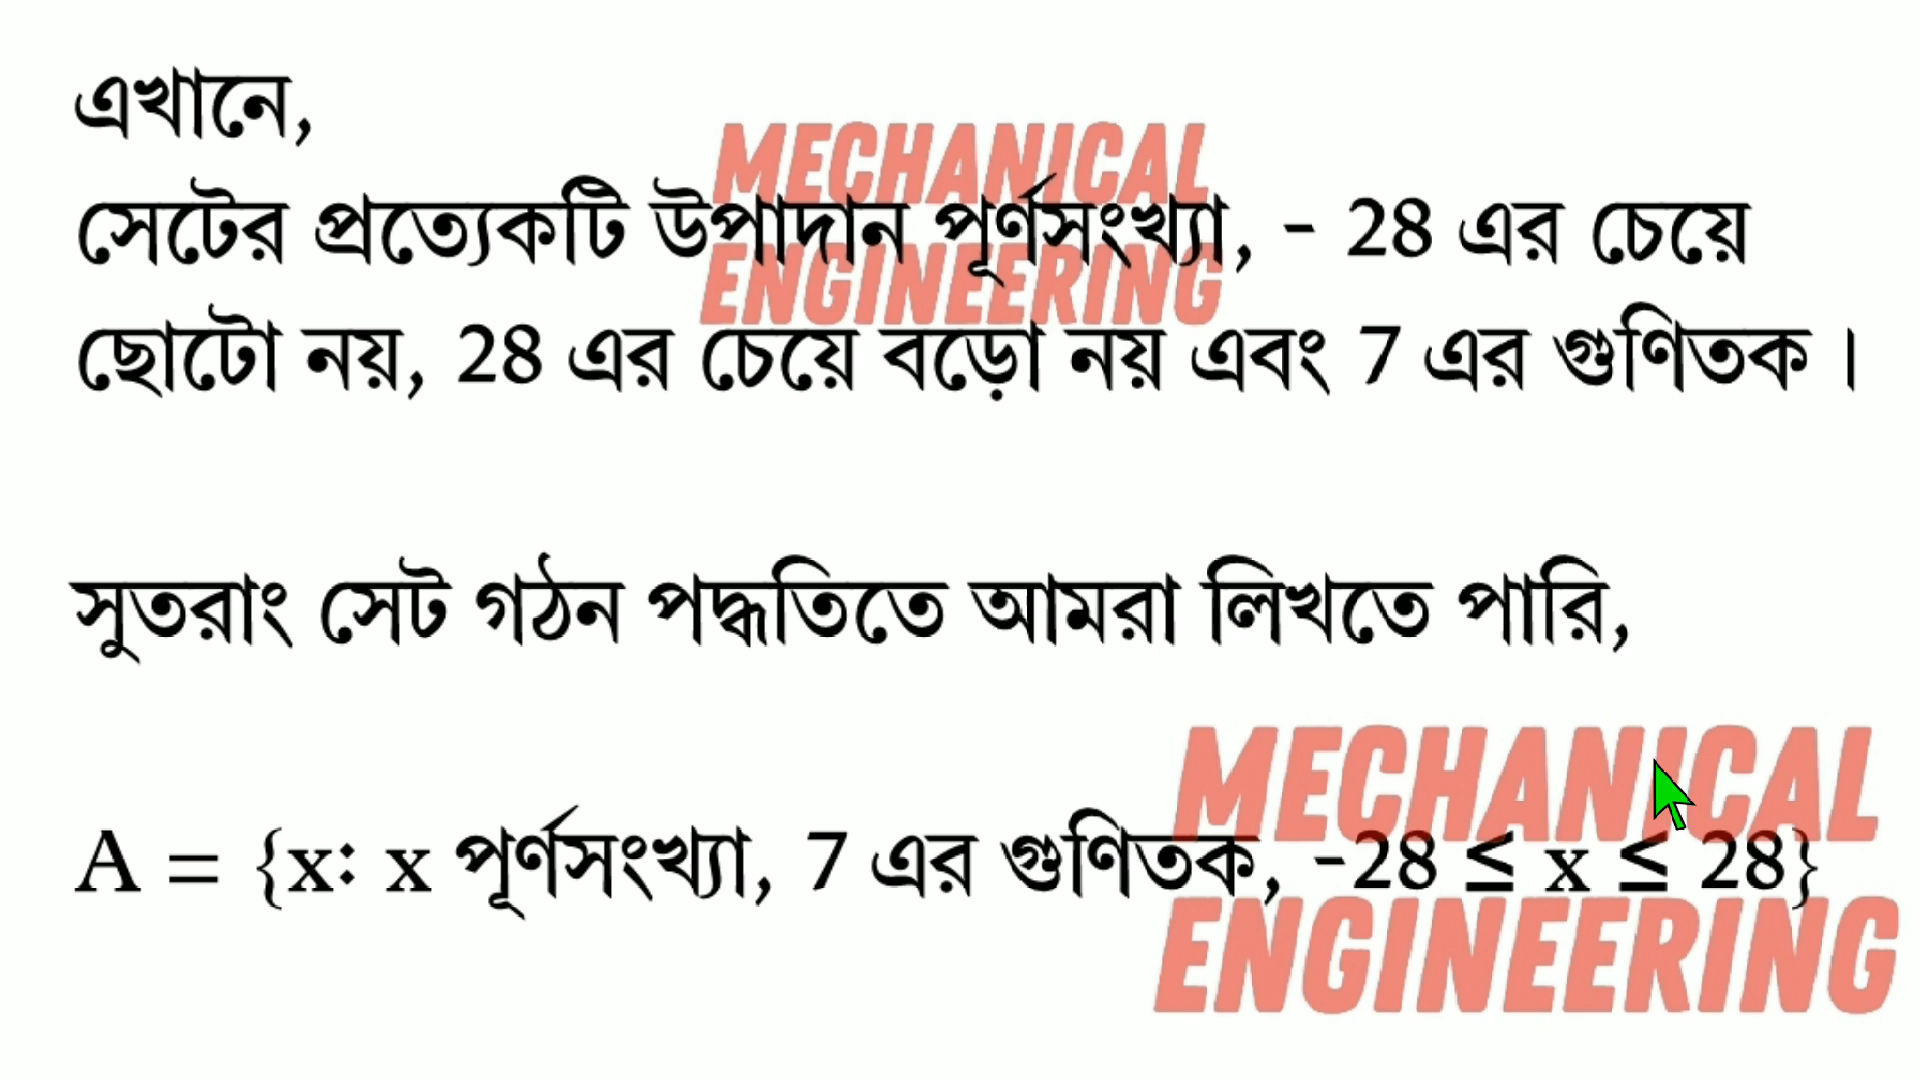 এখানে,
MECHANICAL
ENGINEERING
সেটের প্রত্যেকটি উপাদান পূর্ণসংখ্যা, - 28 এর চেয়ে
ছোটো নয়, 28 এর চেয়ে বড়ো নয় এবং 7 এর গুণিতক ।
সুতরাং সেট গঠন পদ্ধতিতে আমরা লিখতে পারি,
A = {x: x পূর্ণসংখ্যা, 7 এর গুণিতক, -28 ≤ x ≤ 28}
MECHANICAL
ENGINEERING